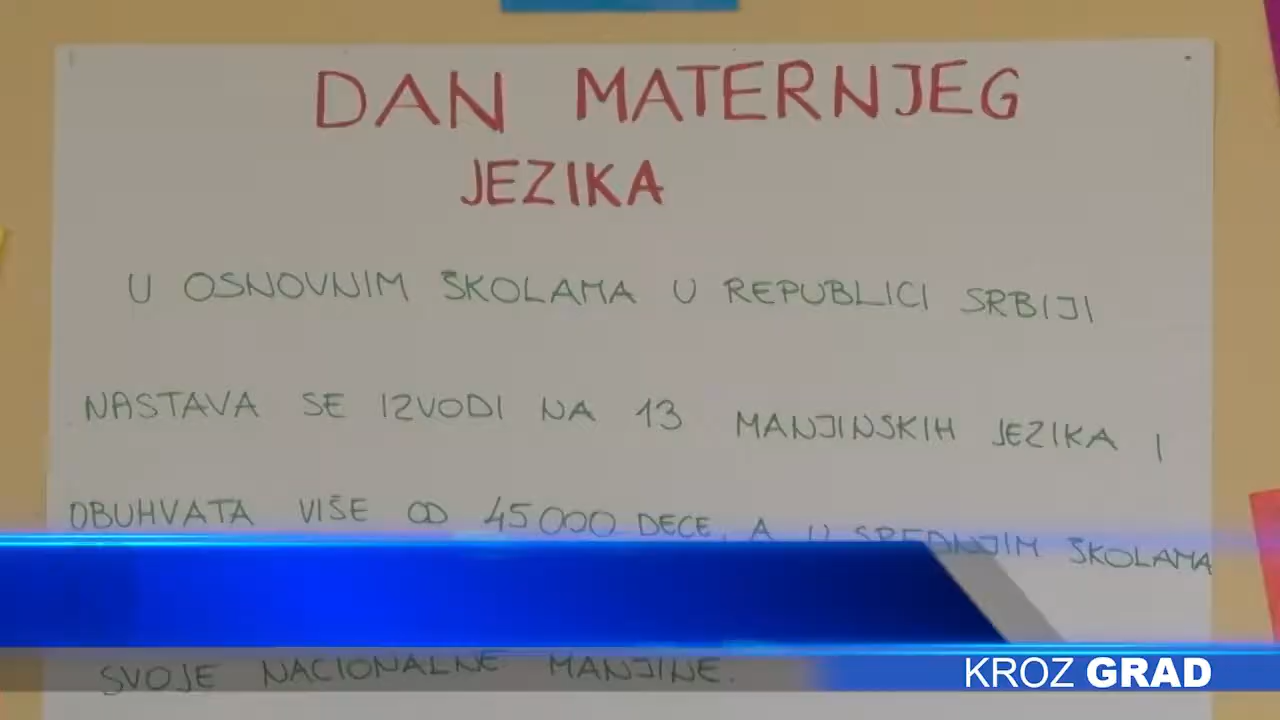 DAN MATERNJEG
JEZIKA
U OSNOVNIM ŠKOLAMA U REPUBLICI SRBIJI
NASTAVA SE IZVODI NA 13 MANJINSKIH JEZIKA I
OBUHVATA VIŠE OD 45000 DECE, A U SREDNJIM ŠKOLAMA
SVOJE NACIONALNE MANJINE.
KROZ GRAD